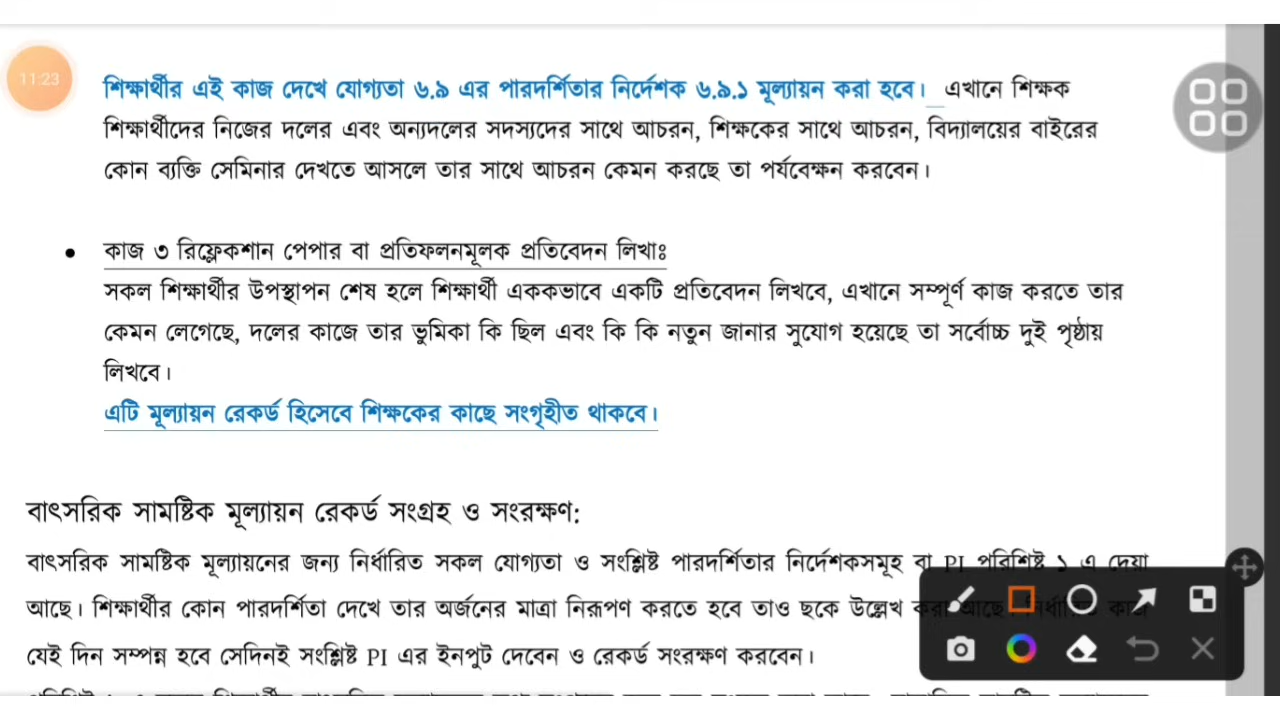 11:23
শিক্ষার্থীর এই কাজ দেখে যোগ্যতা ৬.৯ এর পারদর্শিতার নির্দেশক ৬.৯.১ মূল্যায়ন করা হবে। এখানে শিক্ষক
শিক্ষার্থীদের নিজের দলের এবং অন্যদলের সদস্যদের সাথে আচরন, শিক্ষকের সাথে আচরন, বিদ্যালয়ের বাইরের
কোন ব্যক্তি সেমিনার দেখতে আসলে তার সাথে আচরন কেমন করছে তা পর্যবেক্ষন করবেন।
● কাজ ৩ রিফ্লেকশান পেপার বা প্রতিফলনমূলক প্রতিবেদন লিখাঃ
সকল শিক্ষার্থীর উপস্থাপন শেষ হলে শিক্ষার্থী এককভাবে একটি প্রতিবেদন লিখবে, এখানে সম্পূর্ণ কাজ করতে তার
কেমন লেগেছে, দলের কাজে তার ভুমিকা কি ছিল এবং কি কি নতুন জানার সুযোগ হয়েছে তা সর্বোচ্চ দুই পৃষ্ঠায়
লিখবে।
এটি মূল্যায়ন রেকর্ড হিসেবে শিক্ষকের কাছে সংগৃহীত থাকবে।
বাৎসরিক সামষ্টিক মূল্যায়ন রেকর্ড সংগ্রহ ও সংরক্ষণ:
বাৎসরিক সামষ্টিক মূল্যায়নের জন্য নির্ধারিত সকল যোগ্যতা ও সংশ্লিষ্ট পারদর্শিতার নির্দেশকসমূহ বা PI পরিশিষ্ট ১ এ দেয়া
আছে। শিক্ষার্থীর কোন পারদর্শিতা দেখে তার অর্জনের মাত্রা নিরূপণ করতে হবে তাও ছকে উল্লেখ করা আছে। নির্ধারিত কাজ
যেই দিন সম্পন্ন হবে সেদিনই সংশ্লিষ্ট PI এর ইনপুট দেবেন ও রেকর্ড সংরক্ষণ করবেন।